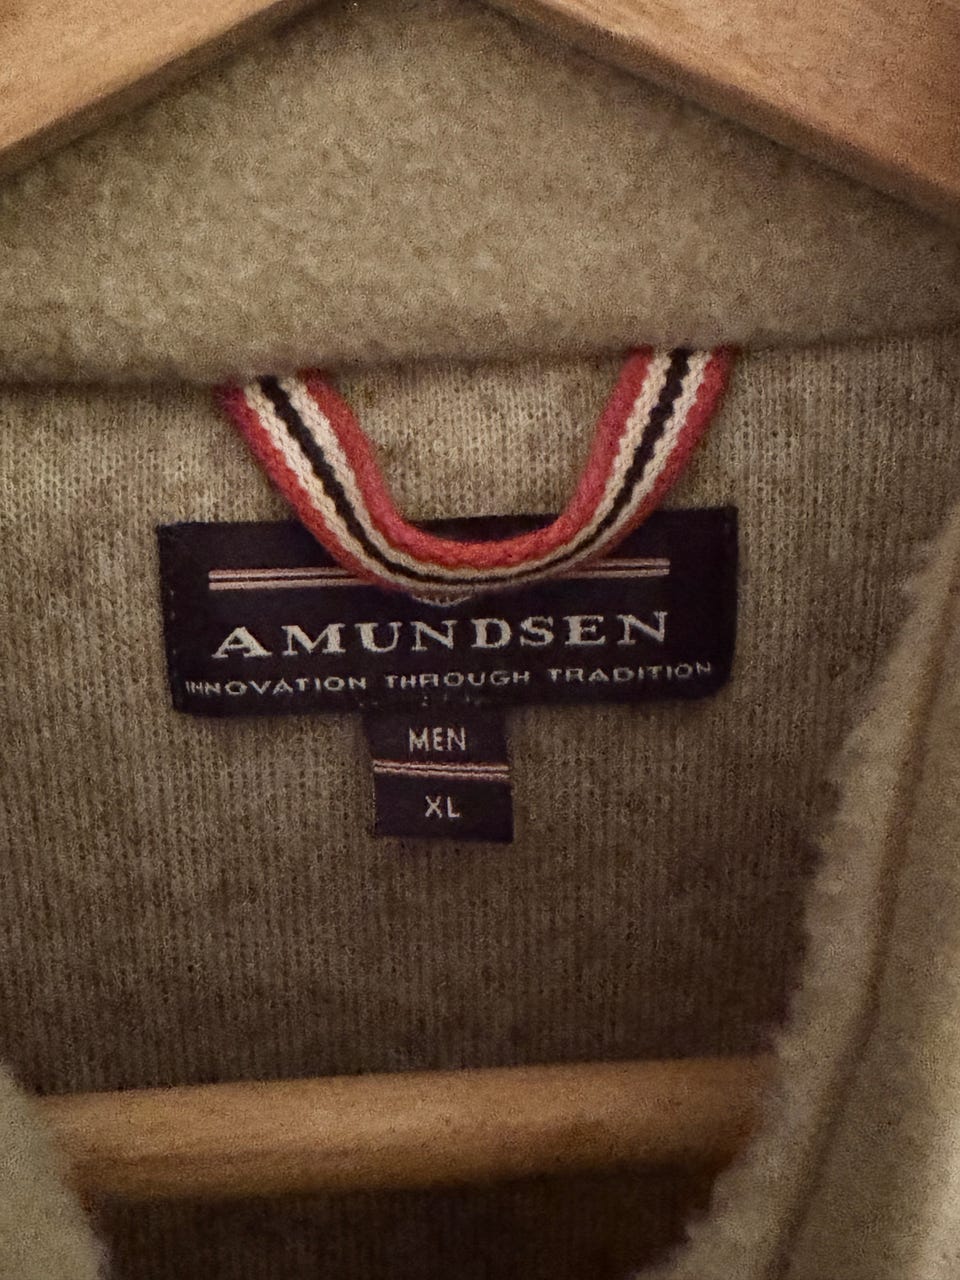 AMUNDSEN
INNOVATION THROUGH TRADITION
MEN
XL